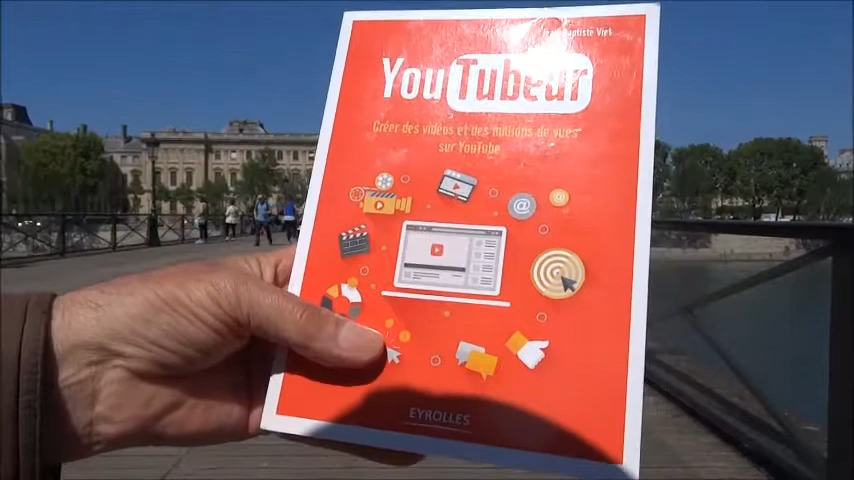 Jean-Baptiste Viet
YouTubeur
Créer des vidéos et des millions de vues
sur YouTube
@
EYROLLES